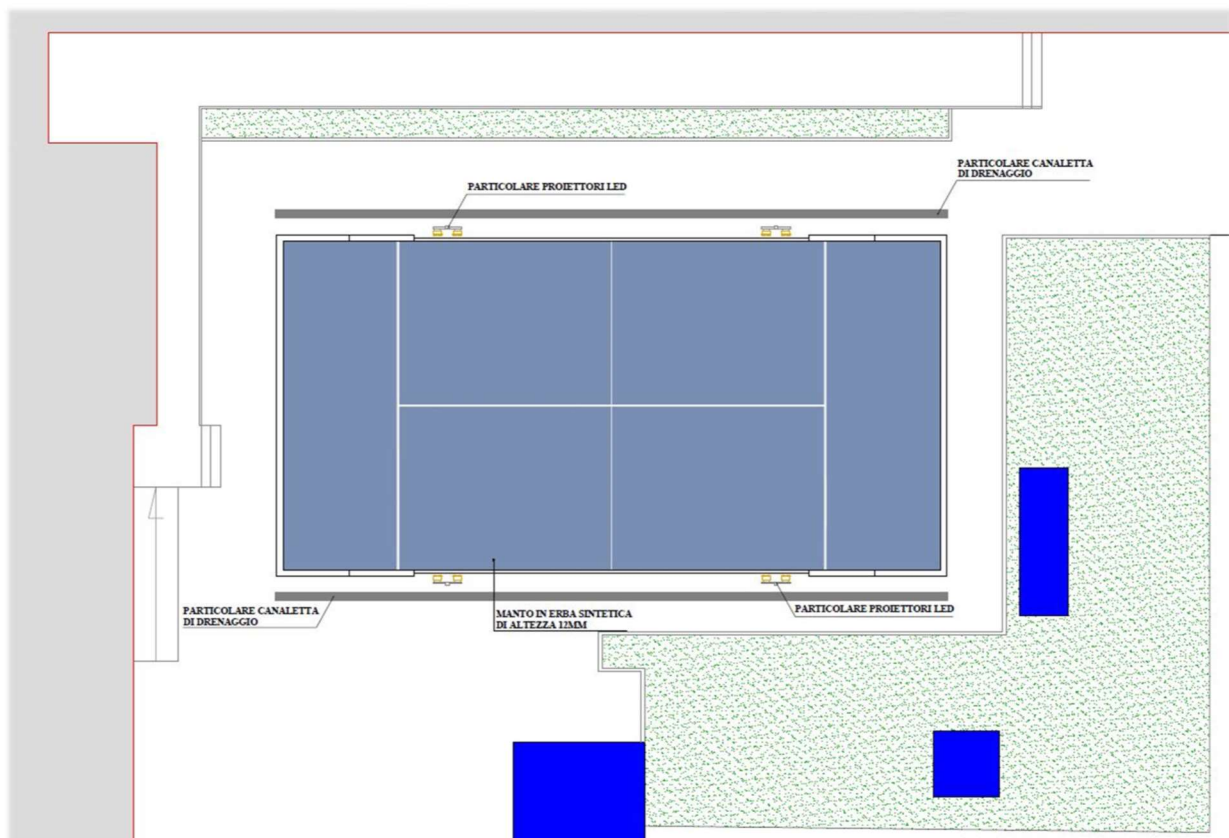 PARTICOLARE CANALETTA
DI DRENAGGIO
PARTICOLARE PROIETTORI LED
PARTICOLARE CANALETTA
DI DRENAGGIO
MANTO IN ERBA SINTETICA
DI ALTEZZA 12MM
PARTICOLARE PROIETTORI LED